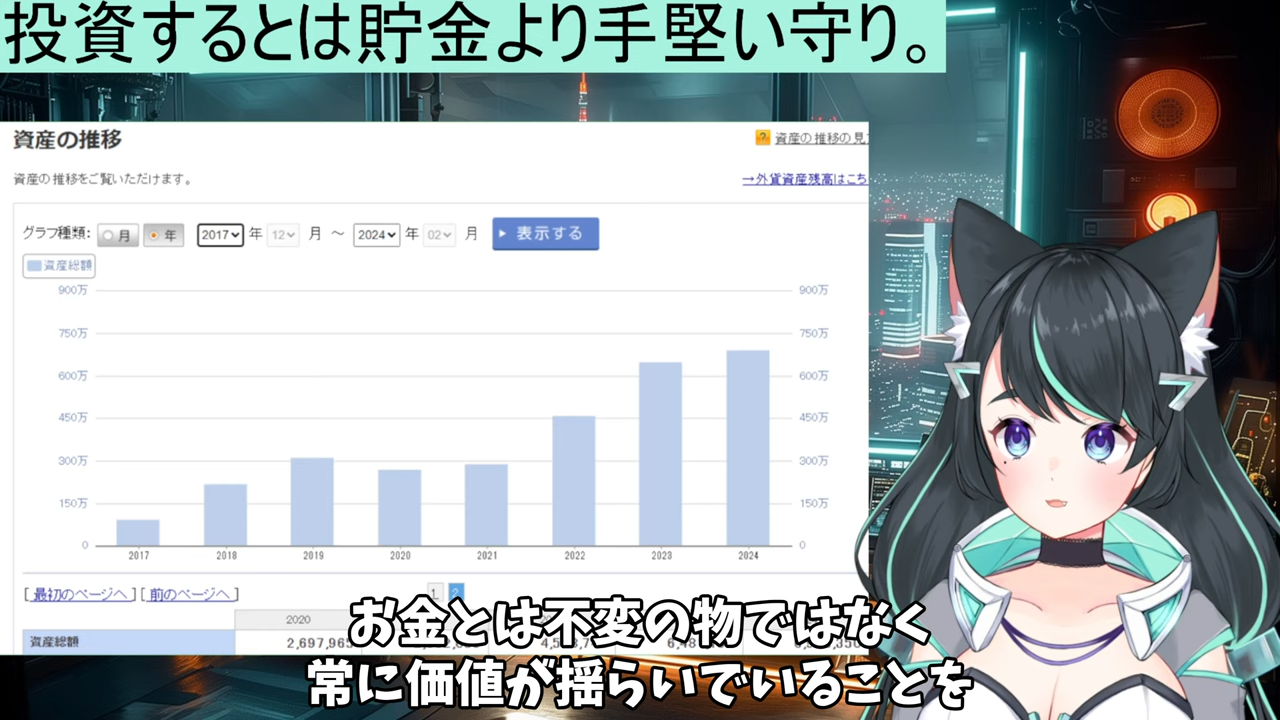 投資するとは貯金より手堅い守り。
資産の推移
資産の推移の見
資産の推移をご覧いただけます。
→外貨資産残高はこち
グラフ種類: 月 年 2017 年 12 月 ～ 2024 年 02 月 表示する
資産総額
900万 900万
750万 750万
600万 600万
450万 450万
300万 300万
150万 150万
0 0
2017 2018 2019 2020 2021 2022 2023 2024
[最初のページへ] [前のページへ] 1 2
2020
資産総額 2,697,965
お金とは不変の物ではなく
常に価値が揺らいでいることを